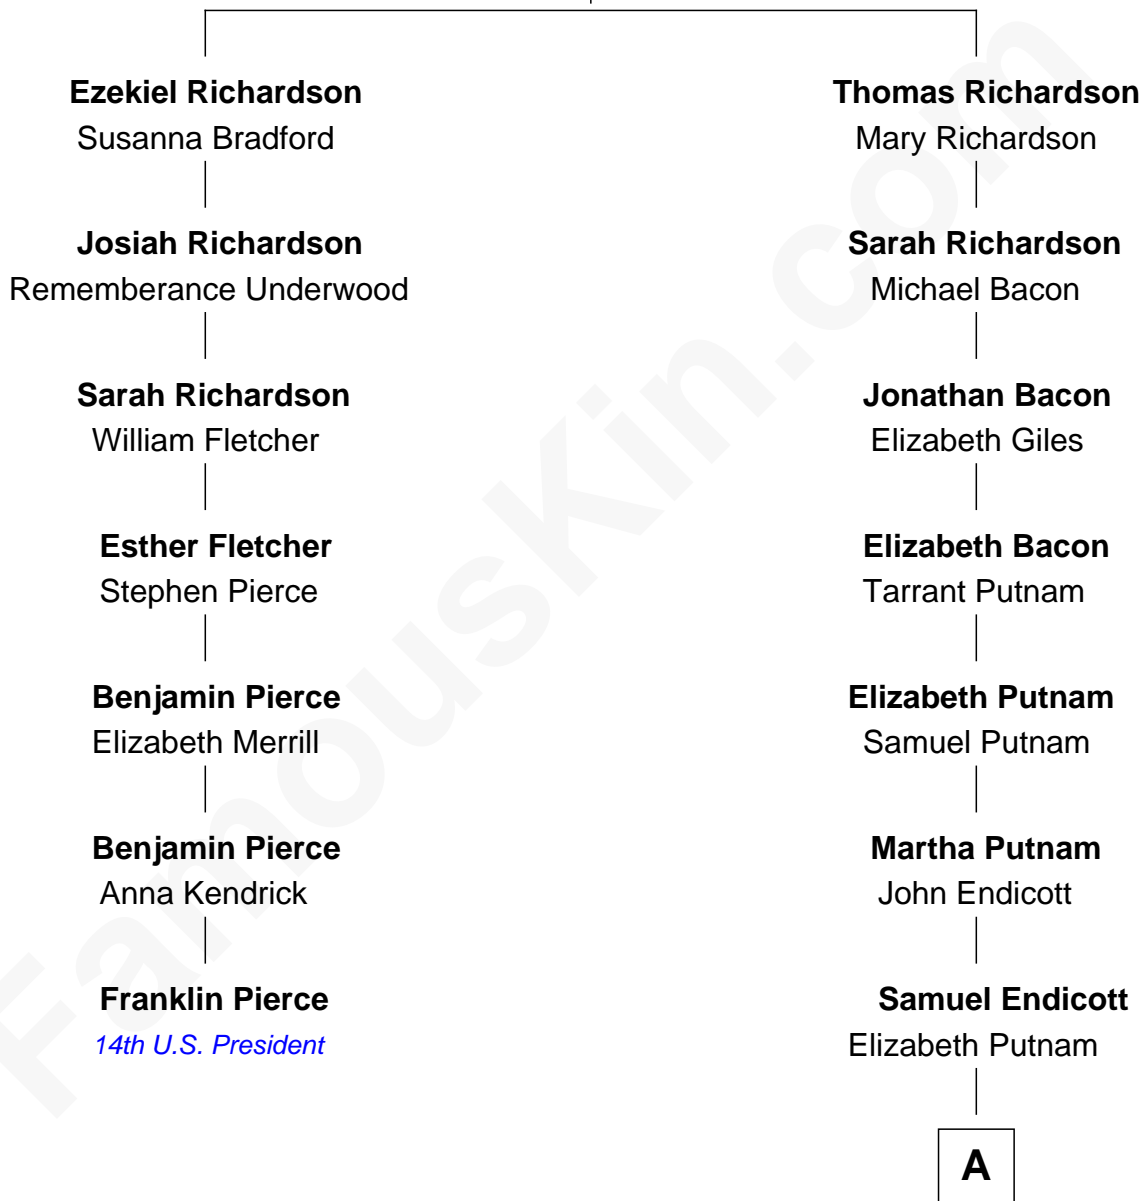 Ezekiel Richardson
Susanna Bradford
Thomas Richardson
Mary Richardson
Josiah Richardson
Rememberance Underwood
Sarah Richardson
Michael Bacon
Sarah Richardson
William Fletcher
Jonathan Bacon
Elizabeth Giles
Esther Fletcher
Stephen Pierce
Elizabeth Bacon
Tarrant Putnam
Benjamin Pierce
Elizabeth Merrill
Elizabeth Putnam
Samuel Putnam
Benjamin Pierce
Anna Kendrick
Martha Putnam
John Endicott
Franklin Pierce
14th U.S. President
Samuel Endicott
Elizabeth Putnam
A
FamousKin.com